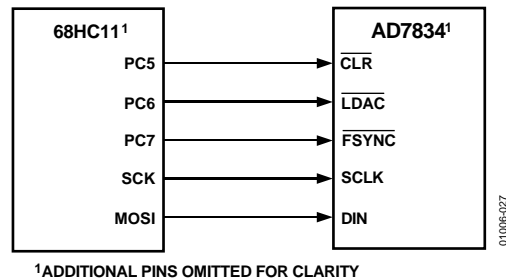 68HC11¹ AD7834¹
PC5 CLR
PC6 LDAC
PC7 FSYNC
SCK SCLK
MOSI DIN
01006-027
¹ADDITIONAL PINS OMITTED FOR CLARITY